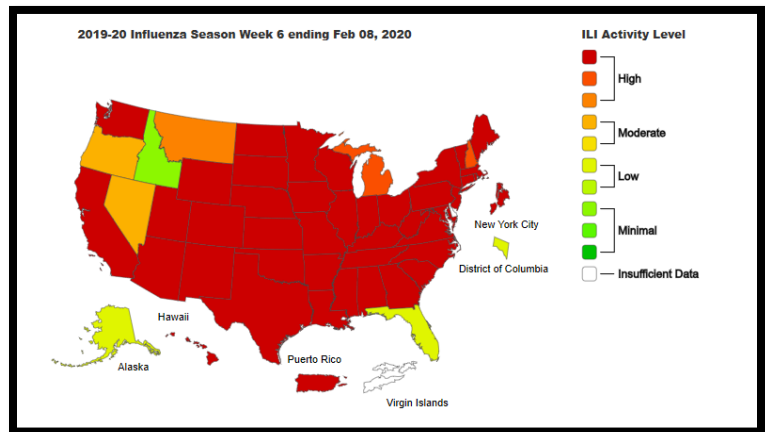 2019-20 Influenza Season Week 6 ending Feb 08, 2020
ILI Activity Level
High
Moderate
Low
Minimal
Insufficient Data
New York City
District of Columbia
Hawaii
Alaska
Puerto Rico
Virgin Islands